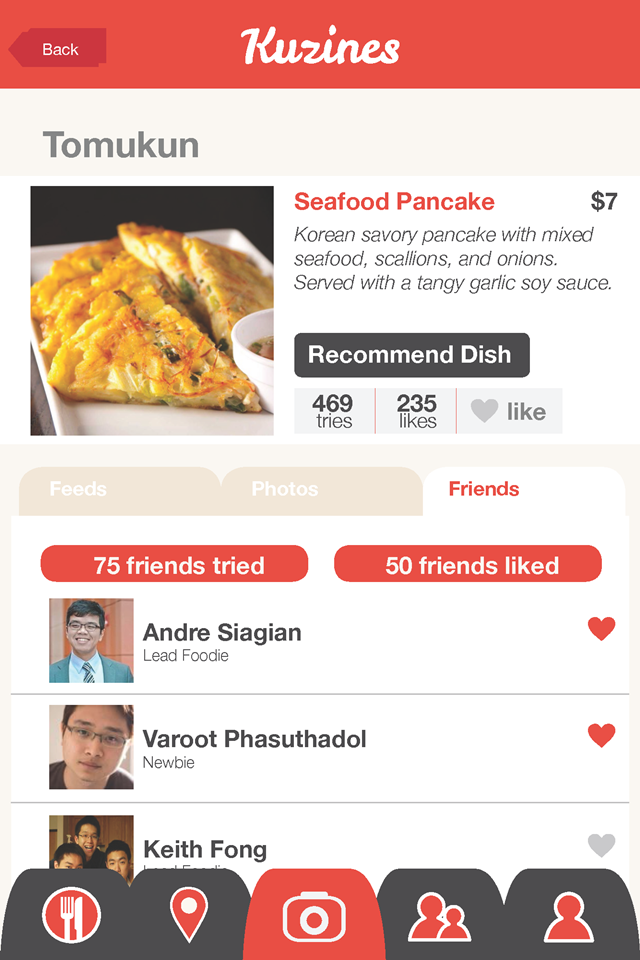 Back
Kuzines
Tomukun
Seafood Pancake
$7
Korean savory pancake with mixed
seafood, scallions, and onions.
Served with a tangy garlic soy sauce.
Recommend Dish
469
tries
235
likes
like
Feeds
Photos
Friends
75 friends tried
50 friends liked
Andre Siagian
Lead Foodie
Varoot Phasuthadol
Newbie
Keith Fong
Lead Foodie